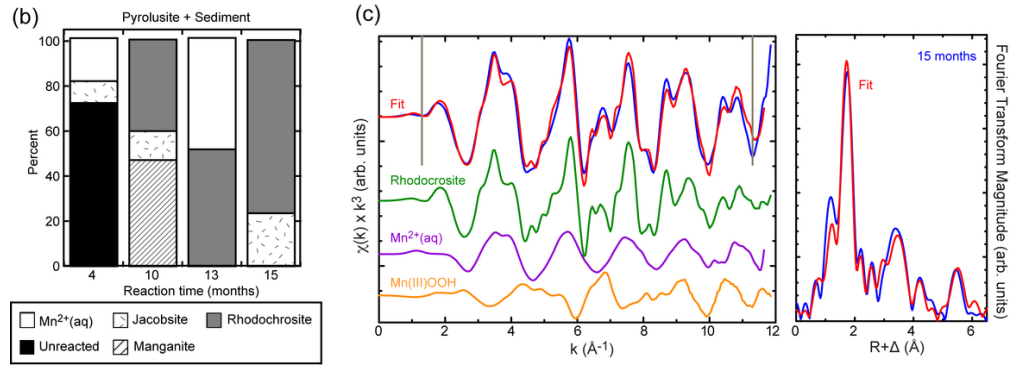 (b)
Pyrolusite + Sediment
100
80
60
40
20
0
Percent
4 10 13 15
Reaction time (months)
Mn²⁺(aq) Jacobsite Rhodochrosite
Unreacted Manganite
(c)
χ(k) x k³ (arb. units)
Fit
Rhodocrosite
Mn²⁺(aq)
Mn(III)OOH
0 2 4 6 8 10 12
k (Å⁻¹)
15 months
Fit
0 2 4 6
R+Δ (Å)
Fourier Transform Magnitude (arb. units)